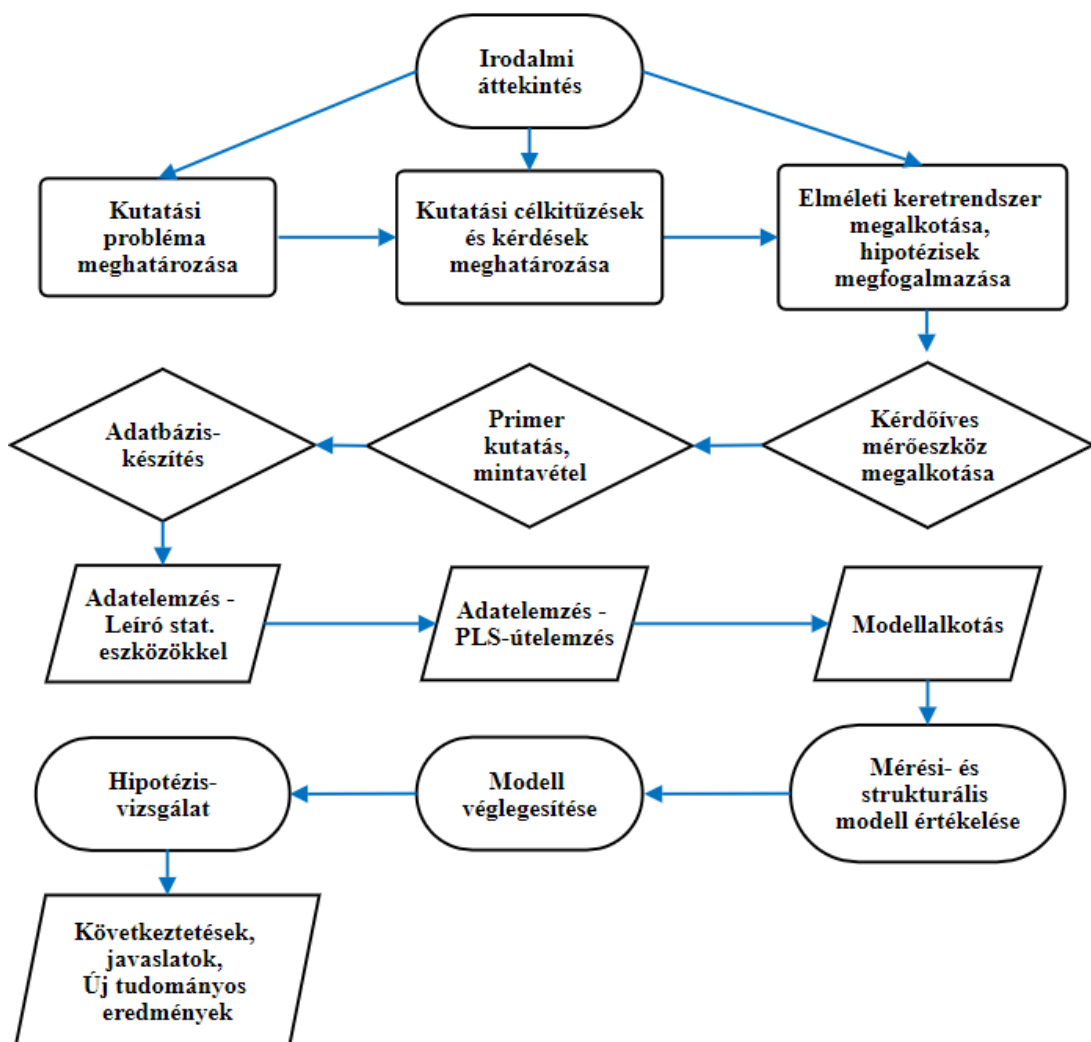 Irodalmi
áttekintés
Kutatási
probléma
meghatározása
Kutatási célkitűzések
és kérdések
meghatározása
Elméleti keretrendszer
megalkotása,
hipotézisek
megfogalmazása
Kérdőíves
mérőeszköz
megalkotása
Primer
kutatás,
mintavétel
Adatbázis-
készítés
Adatelemzés -
Leíró stat.
eszközökkel
Adatelemzés -
PLS-útelemzés
Modellalkotás
Mérési- és
strukturális
modell értékelése
Modell
véglegesítése
Hipotézis-
vizsgálat
Következtetések,
javaslatok,
Új tudományos
eredmények